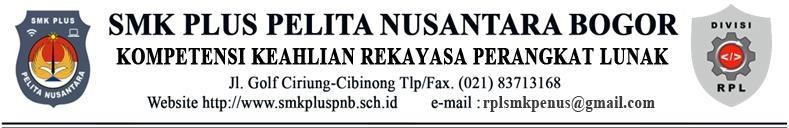 SMK PLUS
PELITA NUSANTARA
SMK PLUS PELITA NUSANTARA BOGOR
KOMPETENSI KEAHLIAN REKAYASA PERANGKAT LUNAK
Jl. Golf Ciriung-Cibinong Tlp/Fax. (021) 83713168
Website http://www.smkpluspnb.sch.id e-mail : rplsmkpenus@gmail.com
DIVISI
</>
RPL